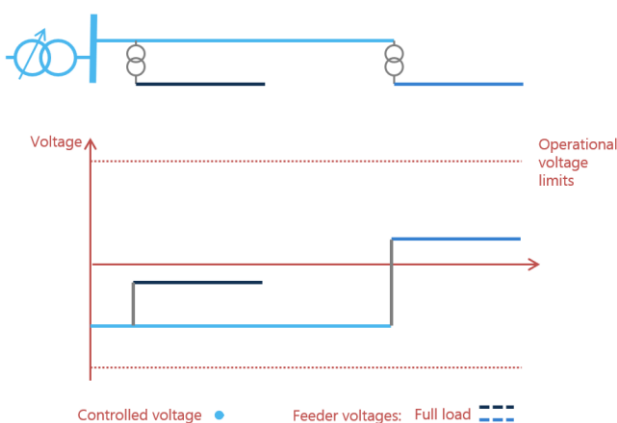 Voltage
Operational
voltage
limits
Controlled voltage
Feeder voltages: Full load